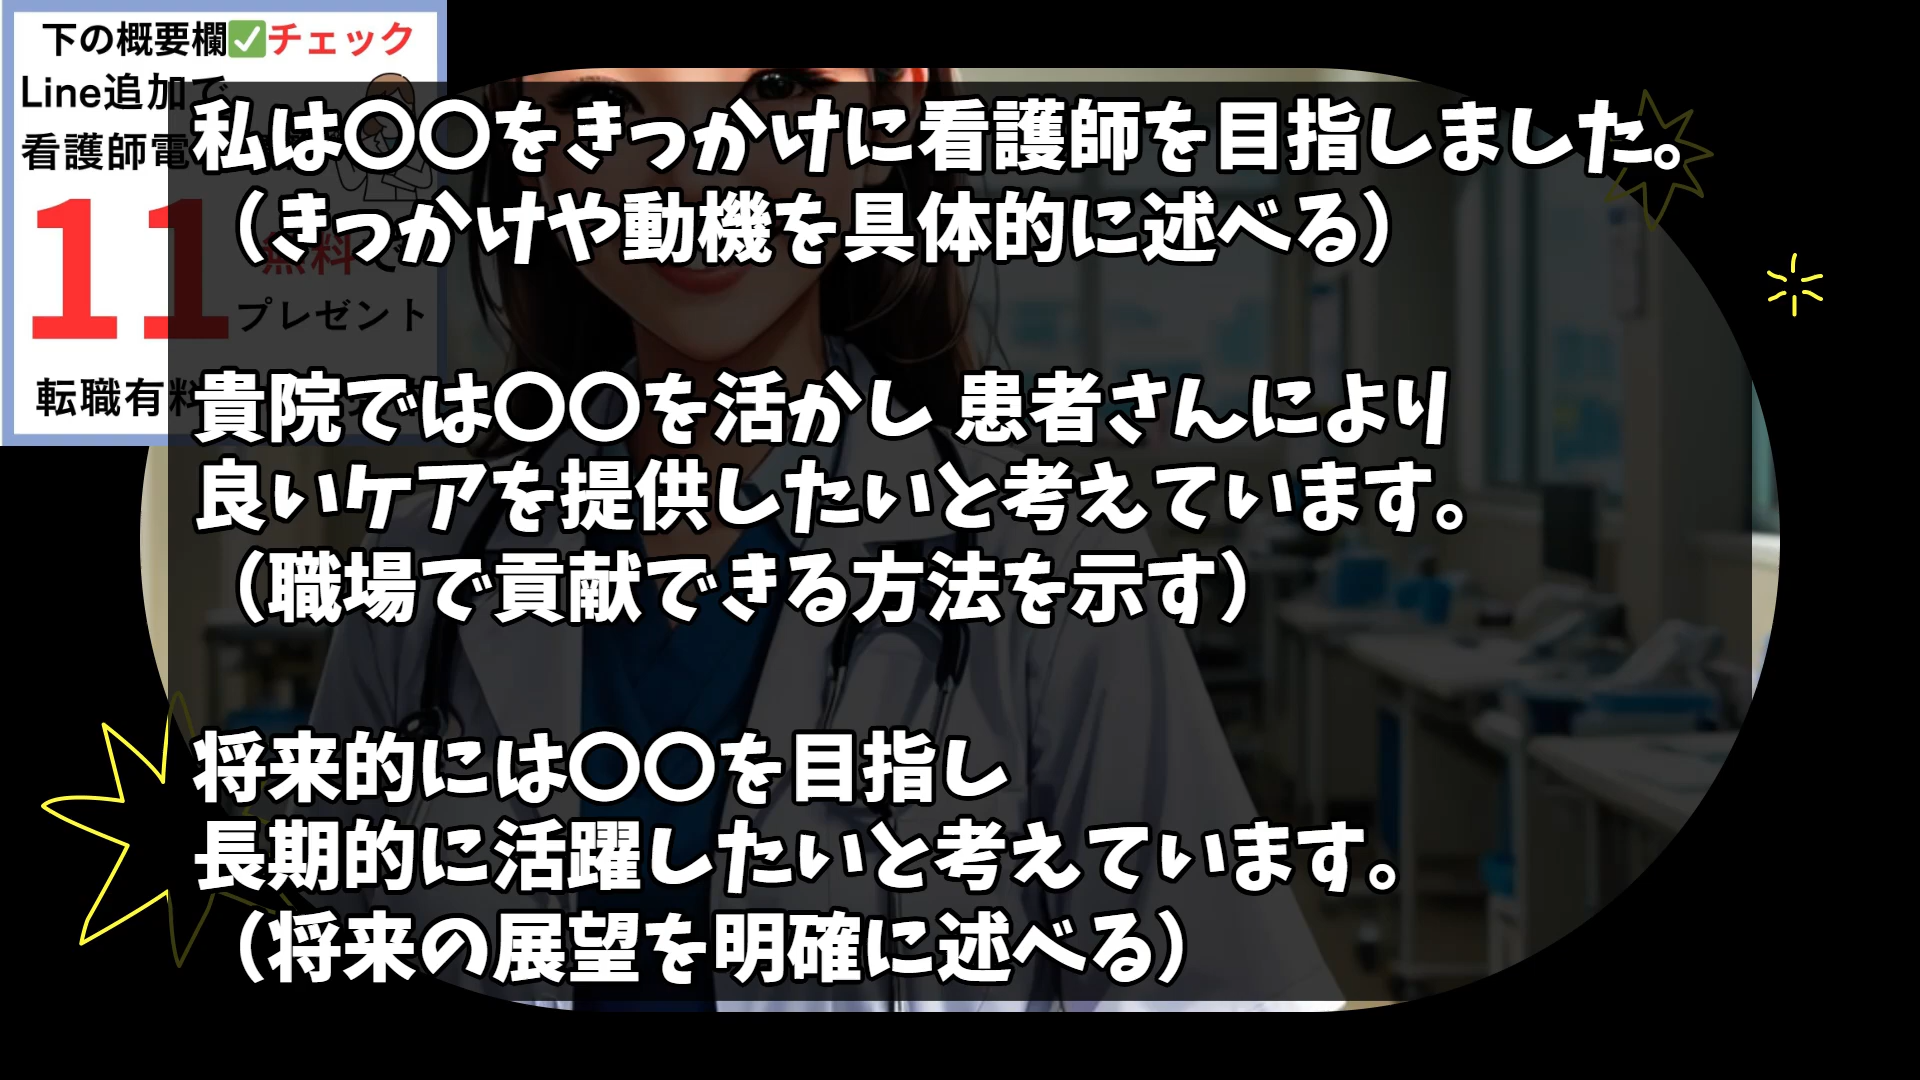 下の概要欄✅チェック
Line追加で
看護師電
11
無料で
プレゼント
転職有料
私は〇〇をきっかけに看護師を目指しました。
（きっかけや動機を具体的に述べる）
貴院では〇〇を活かし 患者さんにより
良いケアを提供したいと考えています。
（職場で貢献できる方法を示す）
将来的には〇〇を目指し
長期的に活躍したいと考えています。
（将来の展望を明確に述べる）